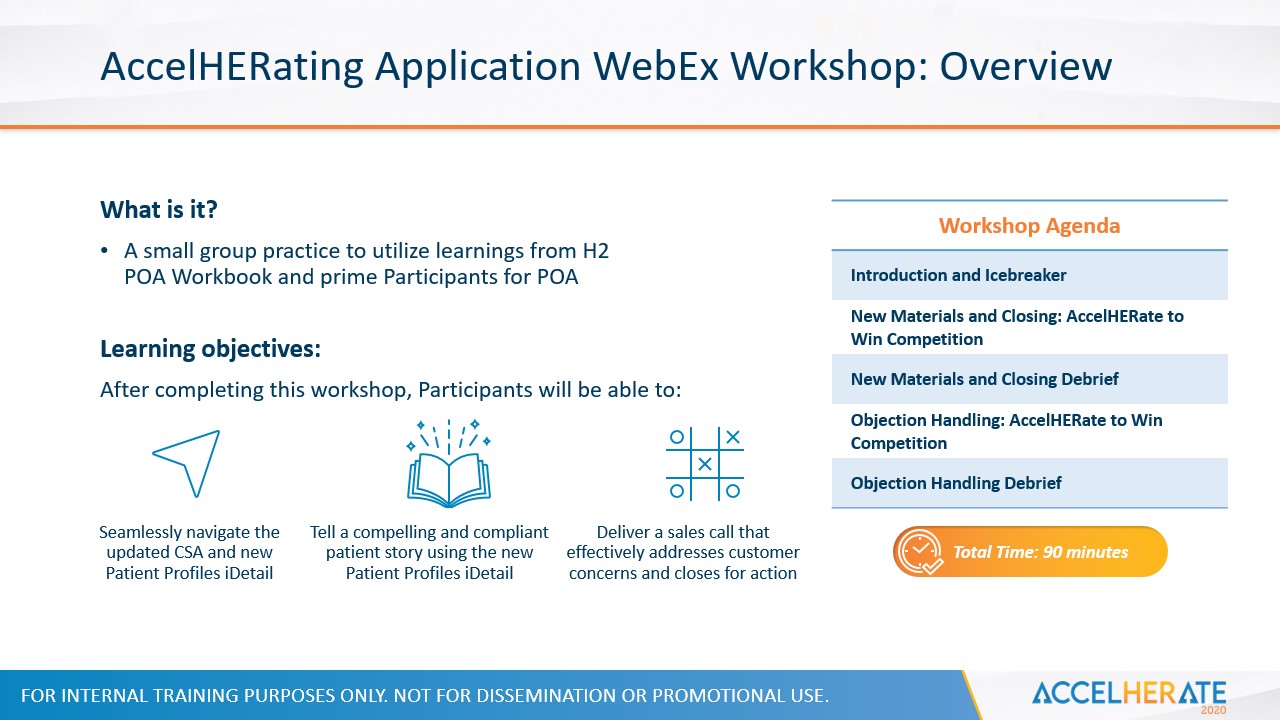 AccelHERating Application WebEx Workshop: Overview
What is it?
• A small group practice to utilize learnings from H2
POA Workbook and prime Participants for POA
Learning objectives:
After completing this workshop, Participants will be able to:
Seamlessly navigate the
updated CSA and new
Patient Profiles iDetail
Tell a compelling and compliant
patient story using the new
Patient Profiles iDetail
Deliver a sales call that
effectively addresses customer
concerns and closes for action
Workshop Agenda
Introduction and Icebreaker
New Materials and Closing: AccelHERate to
Win Competition
New Materials and Closing Debrief
Objection Handling: AccelHERate to Win
Competition
Objection Handling Debrief
Total Time: 90 minutes
FOR INTERNAL TRAINING PURPOSES ONLY. NOT FOR DISSEMINATION OR PROMOTIONAL USE.
ACCELHERATE
2020